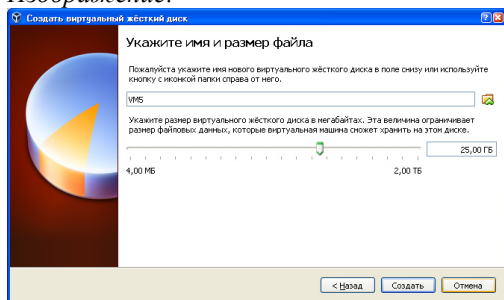 Изображение.
Создать виртуальный жёсткий диск
Укажите имя и размер файла
Пожалуйста укажите имя нового виртуального жёсткого диска в поле снизу или используйте
кнопку с иконкой папки справа от него.
VM5
Укажите размер виртуального жёсткого диска в мегабайтах. Эта величина ограничивает
размер файловых данных, которые виртуальная машина сможет хранить на этом диске.
25,00 ГБ
4,00 МБ 2,00 ТБ
< Назад Создать Отмена